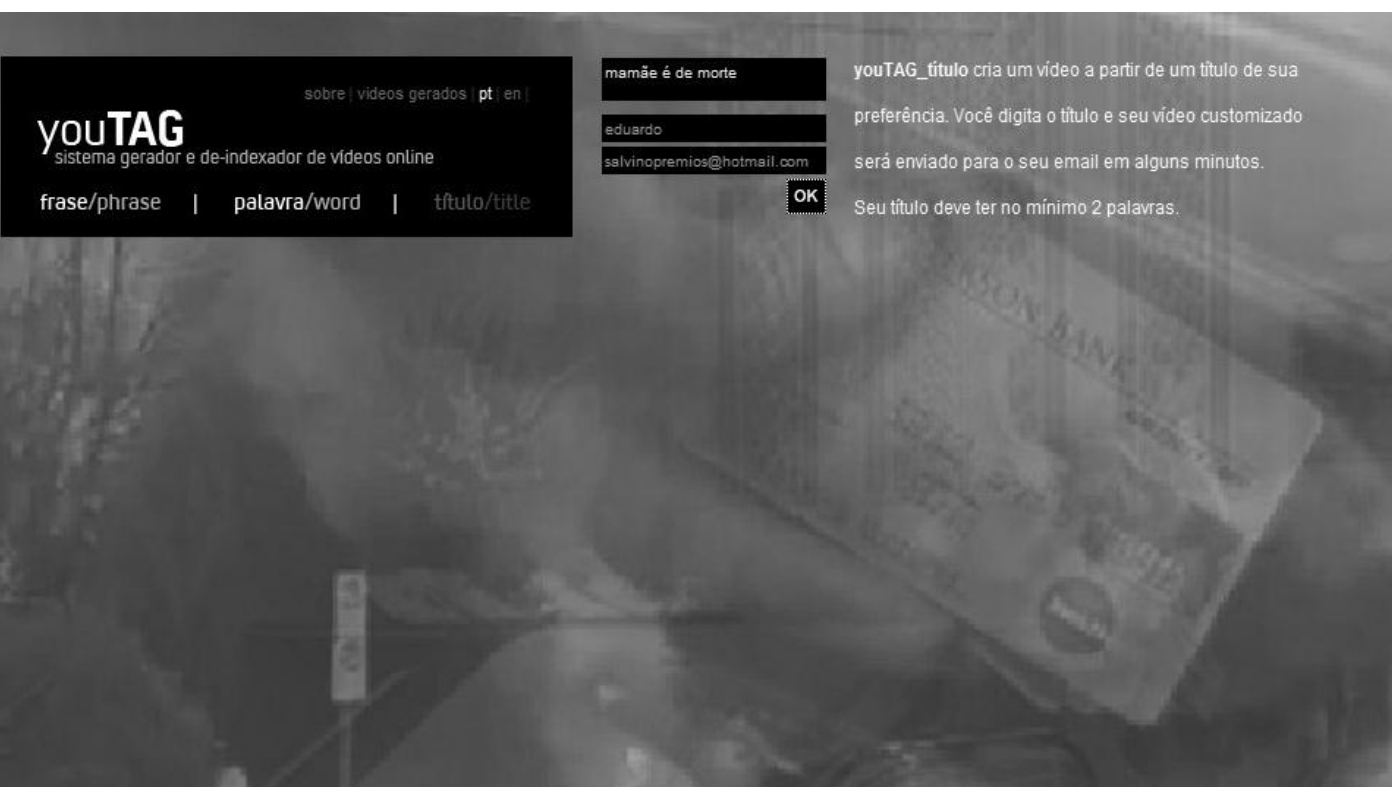 sobre | vídeos gerados | pt | en |
youTAG
sistema gerador e de-indexador de vídeos online
frase/phrase | palavra/word | título/title
mamãe é de morte
eduardo
salvinopremios@hotmail.com
OK
youTAG_título cria um vídeo a partir de um título de sua
preferência. Você digita o título e seu vídeo customizado
será enviado para o seu email em alguns minutos.
Seu título deve ter no mínimo 2 palavras.
BANK